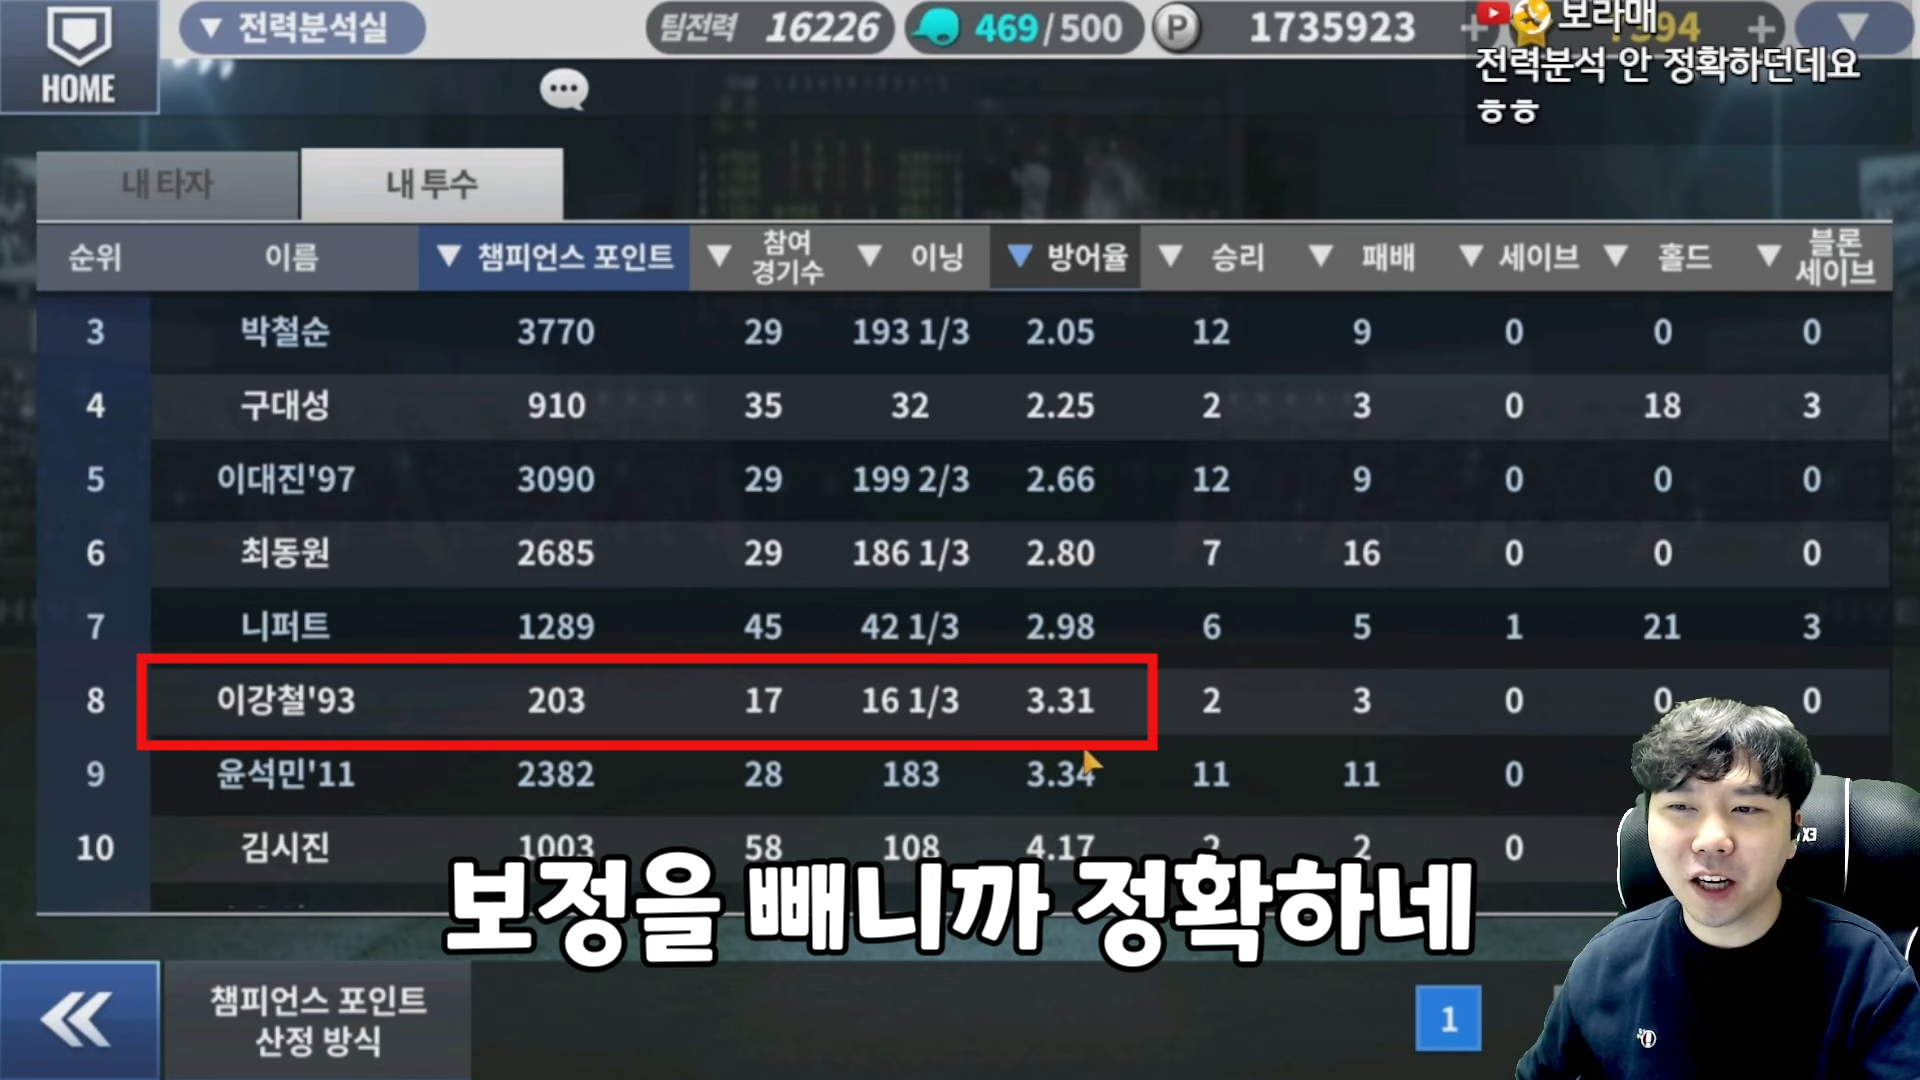 HOME
▼ 전력분석실
팀전력 16226
469/500
P 1735923 +
보라매
전력분석 안 정확하던데요
ㅎㅎ
내 타자
내 투수
순위 이름 ▼ 챔피언스 포인트 ▼ 참여 경기수 ▼ 이닝 ▼ 방어율 ▼ 승리 ▼ 패배 ▼ 세이브 ▼ 홀드 ▼ 블론 세이브
3 박철순 3770 29 193 1/3 2.05 12 9 0 0 0
4 구대성 910 35 32 2.25 2 3 0 18 3
5 이대진'97 3090 29 199 2/3 2.66 12 9 0 0 0
6 최동원 2685 29 186 1/3 2.80 7 16 0 0 0
7 니퍼트 1289 45 42 1/3 2.98 6 5 1 21 3
8 이강철'93 203 17 16 1/3 3.31 2 3 0 0 0
9 윤석민'11 2382 28 183 3.34 11 11 0
10 김시진 1003 58 108 4.17 2 2 0
보정을 빼니까 정확하네
챔피언스 포인트
산정 방식
1